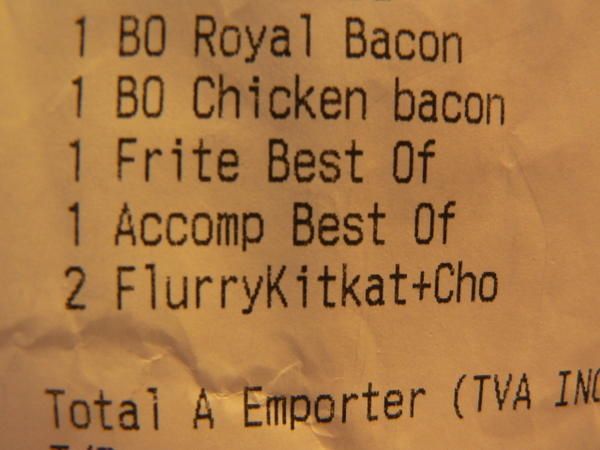 1 BO Royal Bacon
1 BO Chicken bacon
1 Frite Best Of
1 Accomp Best Of
2 FlurryKitkat+Cho
Total A Emporter (TVA INC